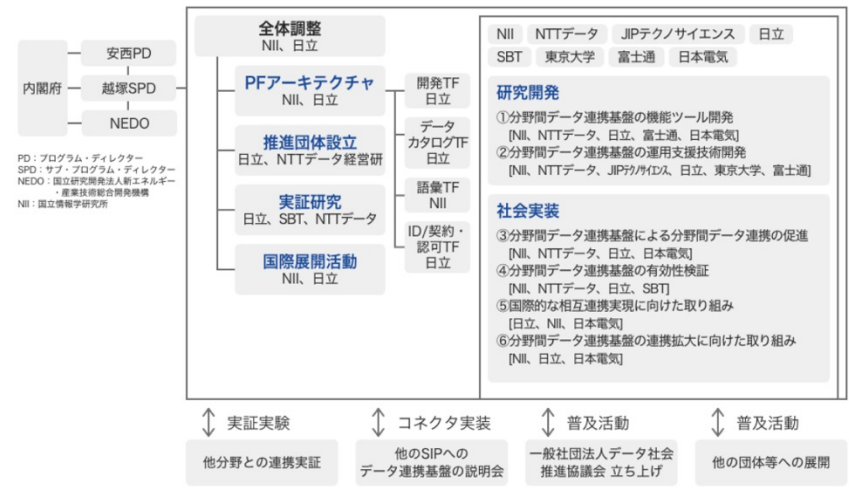 内閣府
安西PD
越塚SPD
NEDO
PD：プログラム・ディレクター
SPD：サブ・プログラム・ディレクター
NEDO：国立研究開発法人新エネルギー
・産業技術総合開発機構
NII：国立情報学研究所
全体調整
NII、日立
PFアーキテクチャ
NII、日立
推進団体設立
日立、NTTデータ経営研
実証研究
日立、SBT、NTTデータ
国際展開活動
NII、日立
開発TF
日立
データ
カタログTF
日立
語彙TF
NII
ID/契約・
認可TF
日立
NII NTTデータ JIPテクノサイエンス 日立
SBT 東京大学 富士通 日本電気
研究開発
①分野間データ連携基盤の機能ツール開発
[NII、NTTデータ、日立、富士通、日本電気]
②分野間データ連携基盤の運用支援技術開発
[NII、NTTデータ、JIPテクノサイエンス、日立、東京大学、富士通]
社会実装
③分野間データ連携基盤による分野間データ連携の促進
[NII、NTTデータ、日立、日本電気]
④分野間データ連携基盤の有効性検証
[NII、NTTデータ、日立、SBT]
⑤国際的な相互連携実現に向けた取り組み
[日立、NII、日本電気]
⑥分野間データ連携基盤の連携拡大に向けた取り組み
[NII、日立、日本電気]
実証実験
他分野との連携実証
コネクタ実装
他のSIPへの
データ連携基盤の説明会
普及活動
一般社団法人データ社会
推進協議会 立ち上げ
普及活動
他の団体等への展開